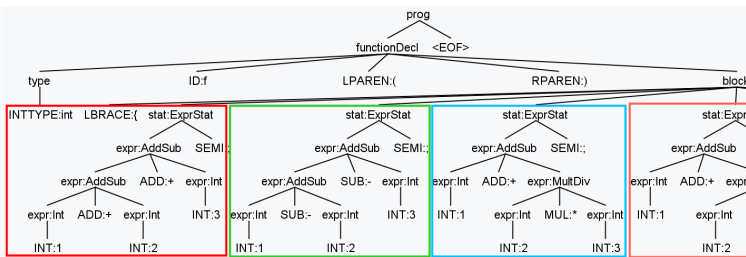 prog
functionDecl <EOF>
type ID:f LPAREN:( RPAREN:) block
INTTYPE:int LBRACE:{ stat:ExprStat stat:ExprStat stat:ExprStat stat:Expr
expr:AddSub SEMI:; expr:AddSub SEMI:; expr:AddSub SEMI:; expr:AddSub
expr:AddSub ADD:+ expr:Int expr:AddSub SUB:- expr:Int expr:Int ADD:+ expr:MultDiv expr:Int ADD:+
expr:Int ADD:+ expr:Int INT:3 expr:Int SUB:- expr:Int INT:3 INT:1 expr:Int MUL:* expr:Int INT:1 expr:Int
INT:1 INT:2 INT:1 INT:2 INT:2 INT:3 INT:2